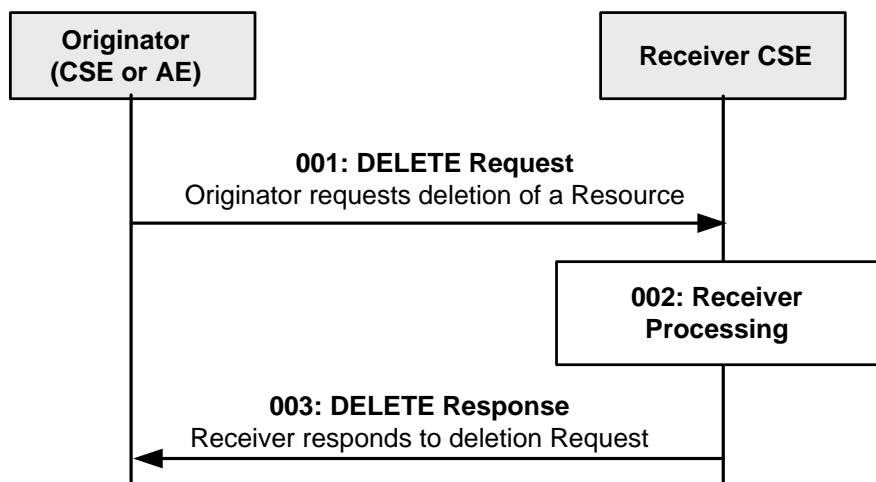 Originator
(CSE or AE)
Receiver CSE
001: DELETE Request
Originator requests deletion of a Resource
002: Receiver
Processing
003: DELETE Response
Receiver responds to deletion Request